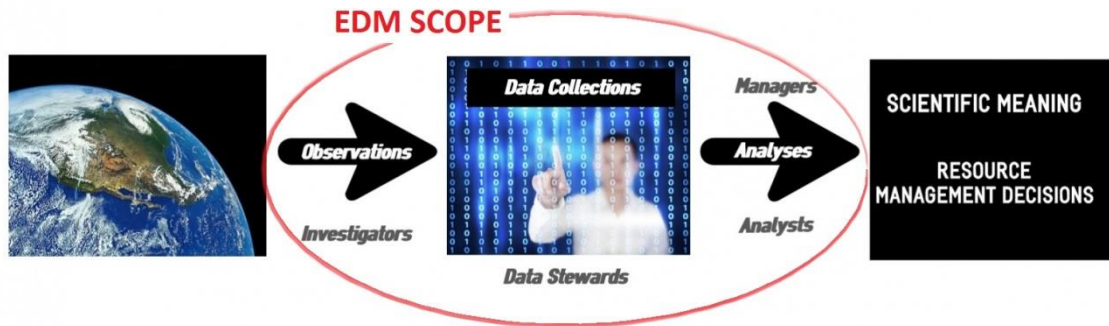 EDM SCOPE
Observations
Investigators
Data Collections
Data Stewards
Managers
Analyses
Analysts
SCIENTIFIC MEANING
RESOURCE
MANAGEMENT DECISIONS